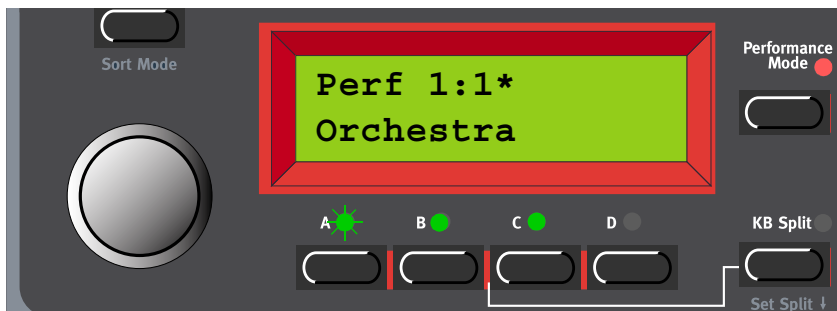 Sort Mode
Perf 1:1*
Orchestra
Performance
Mode
A
B
C
D
KB Split
Set Split ↓